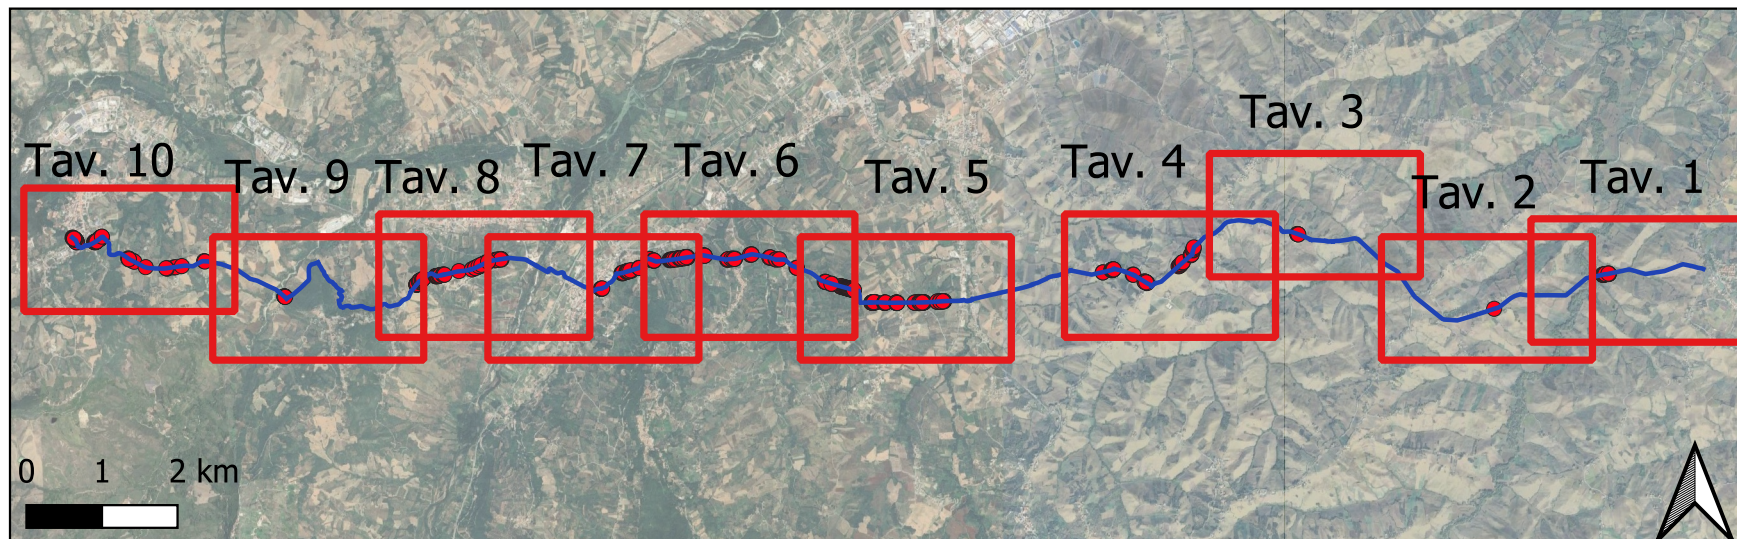 Tav. 3
Tav. 10
Tav. 9
Tav. 8
Tav. 7
Tav. 6
Tav. 5
Tav. 4
Tav. 2
Tav. 1
0 1 2 km